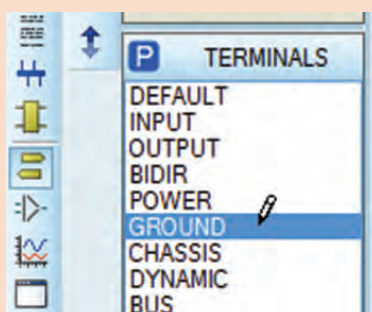 P TERMINALS
DEFAULT
INPUT
OUTPUT
BIDIR
POWER
GROUND
CHASSIS
DYNAMIC
BUS